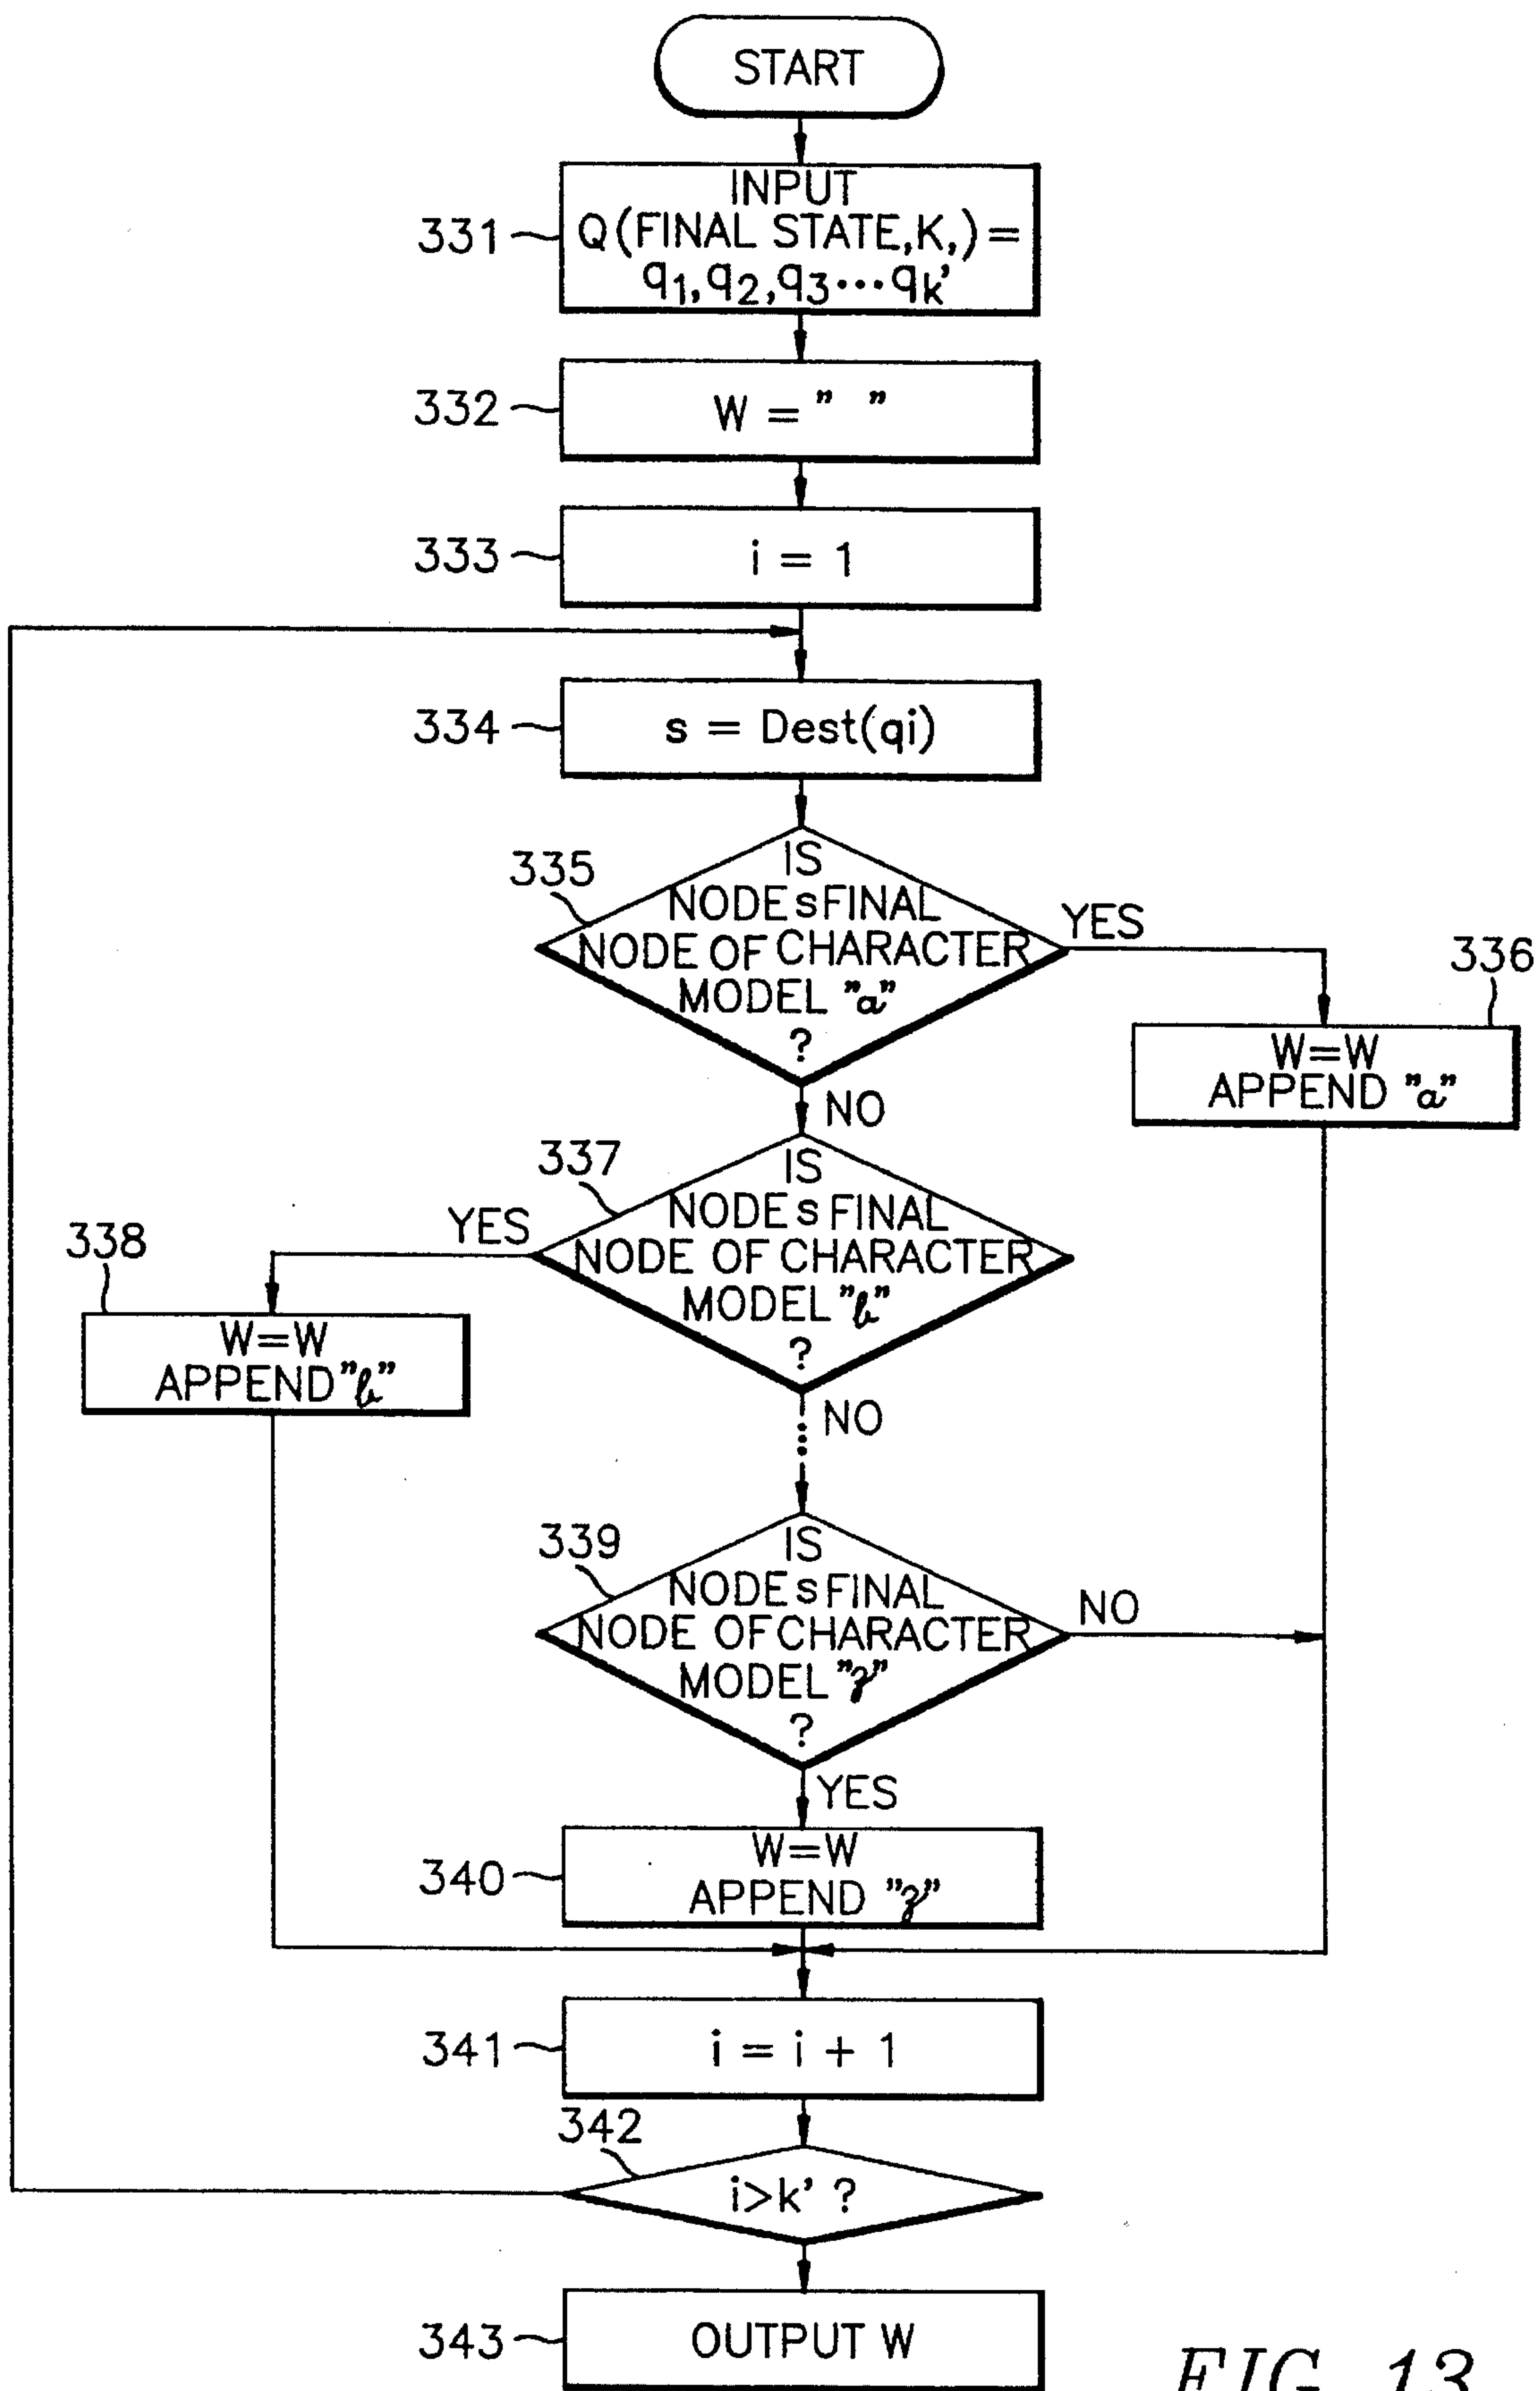 START
INPUT
331
Q(FINAL STATE,K,)=
q1,q2,q3···qk'
332
W = " "
333
i = 1
334
s = Dest(qi)
335
IS
NODE s FINAL
NODE OF CHARACTER
MODEL "a"
?
YES
NO
336
W=W
APPEND "a"
337
IS
NODE s FINAL
NODE OF CHARACTER
MODEL "b"
?
YES
NO
338
W=W
APPEND "b"
339
IS
NODE s FINAL
NODE OF CHARACTER
MODEL "z"
?
NO
YES
340
W=W
APPEND "z"
341
i = i + 1
342
i>k' ?
343
OUTPUT W
FIG. 13